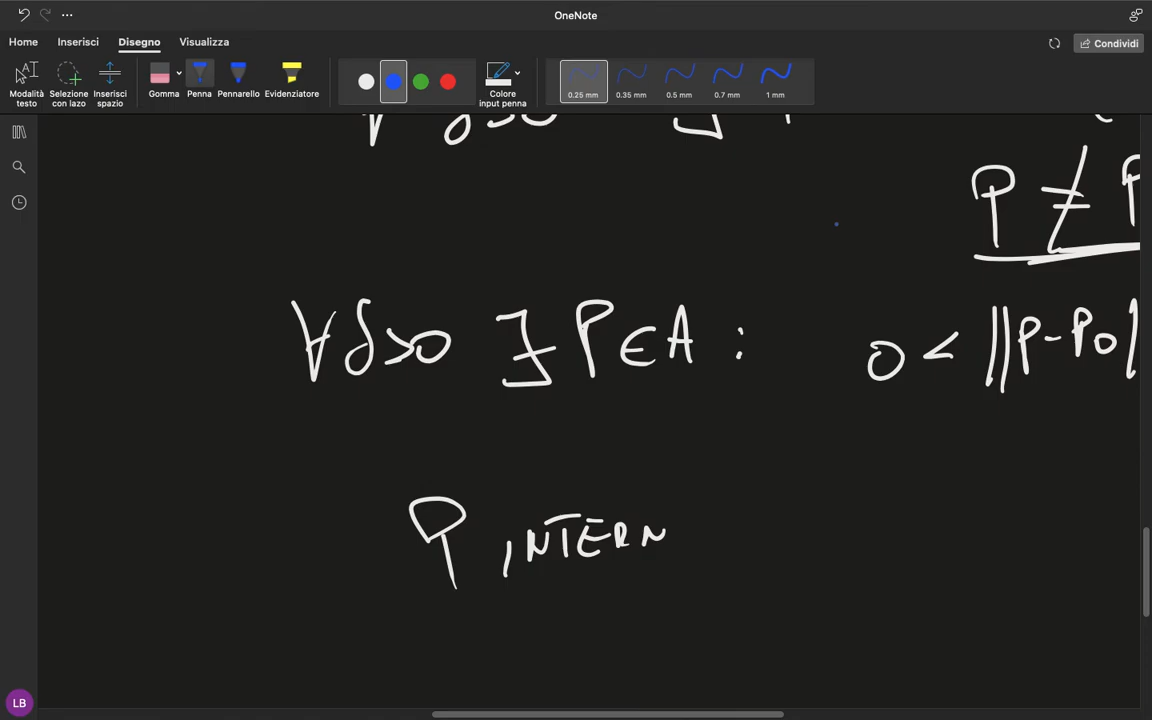 OneNote
Home Inserisci Disegno Visualizza
Condividi
Modalità testo
Selezione con lazo
Inserisci spazio
Gomma
Penna
Pennarello
Evidenziatore
Colore input penna
0.25 mm 0.35 mm 0.5 mm 0.7 mm 1 mm
P ≠ P
∀δ>0 ∃ P∈A : 0 < ||P-P0|
P INTERN
LB